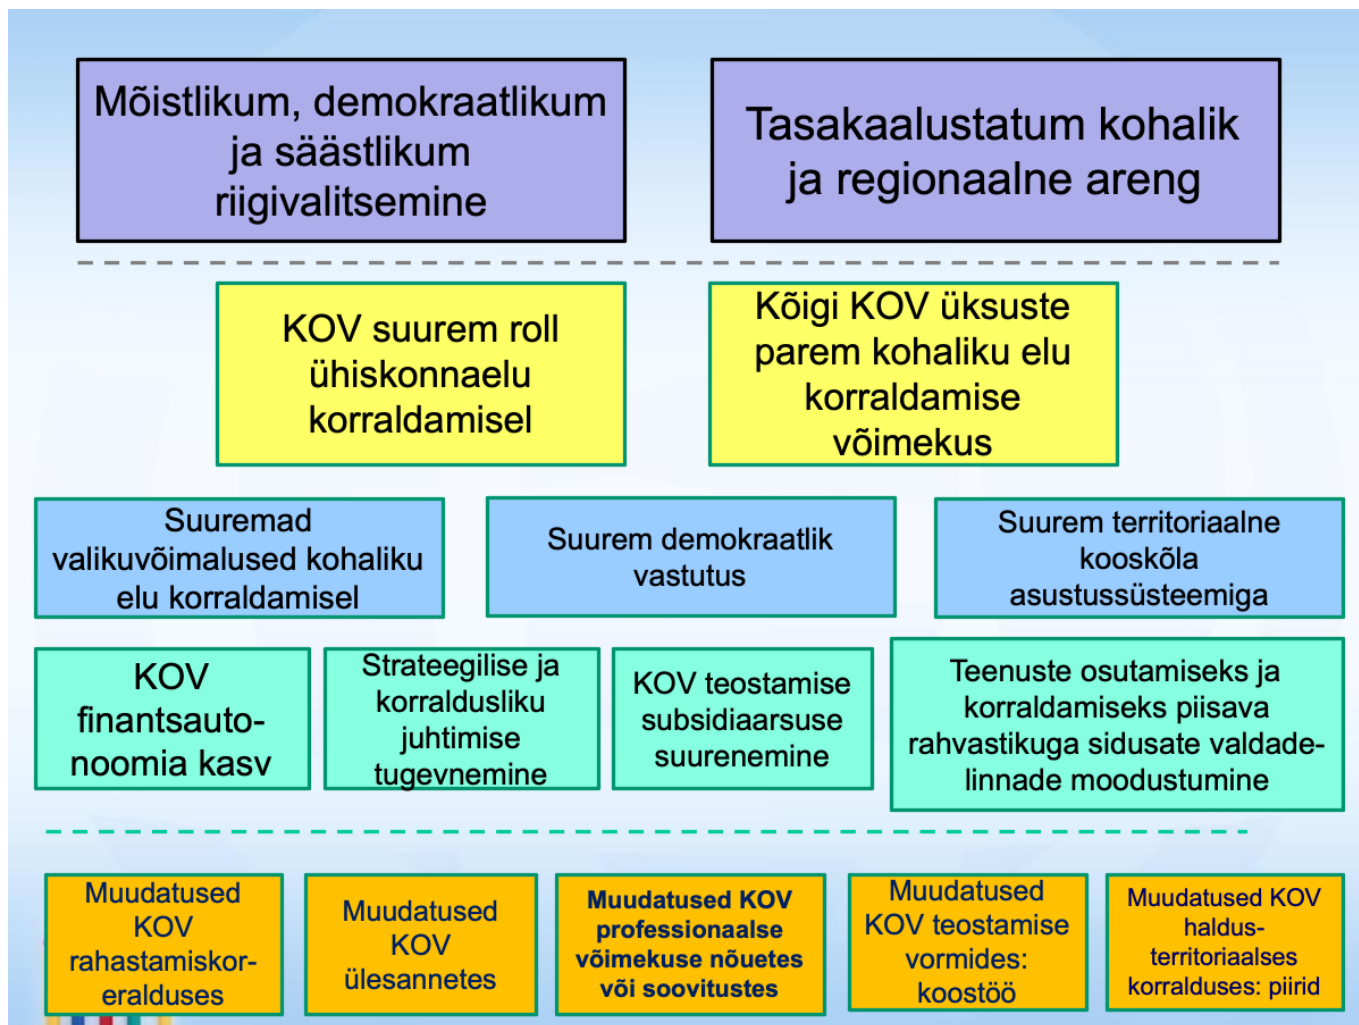 Mõistlikum, demokraatlikum
ja säästlikum
riigivalitsemine
Tasakaalustatum kohalik
ja regionaalne areng
KOV suurem roll
ühiskonnaelu
korraldamisel
Kõigi KOV üksuste
parem kohaliku elu
korraldamise
võimekus
Suuremad
valikuvõimalused kohaliku
elu korraldamisel
Suurem demokraatlik
vastutus
Suurem territoriaalne
kooskõla
asustussüsteemiga
KOV
finantsauto-
noomia kasv
Strateegilise ja
korraldusliku
juhtimise
tugevnemine
KOV teostamise
subsidiaarsuse
suurenemine
Teenuste osutamiseks ja
korraldamiseks piisava
rahvastikuga sidusate valdade-
linnade moodustumine
Muudatused
KOV
rahastamiskor-
eralduses
Muudatused
KOV
ülesannetes
Muudatused KOV
professionaalse
võimekuse nõuetes
või soovitustes
Muudatused
KOV teostamise
vormides:
koostöö
Muudatused KOV
haldus-
territoriaalses
korralduses: piirid